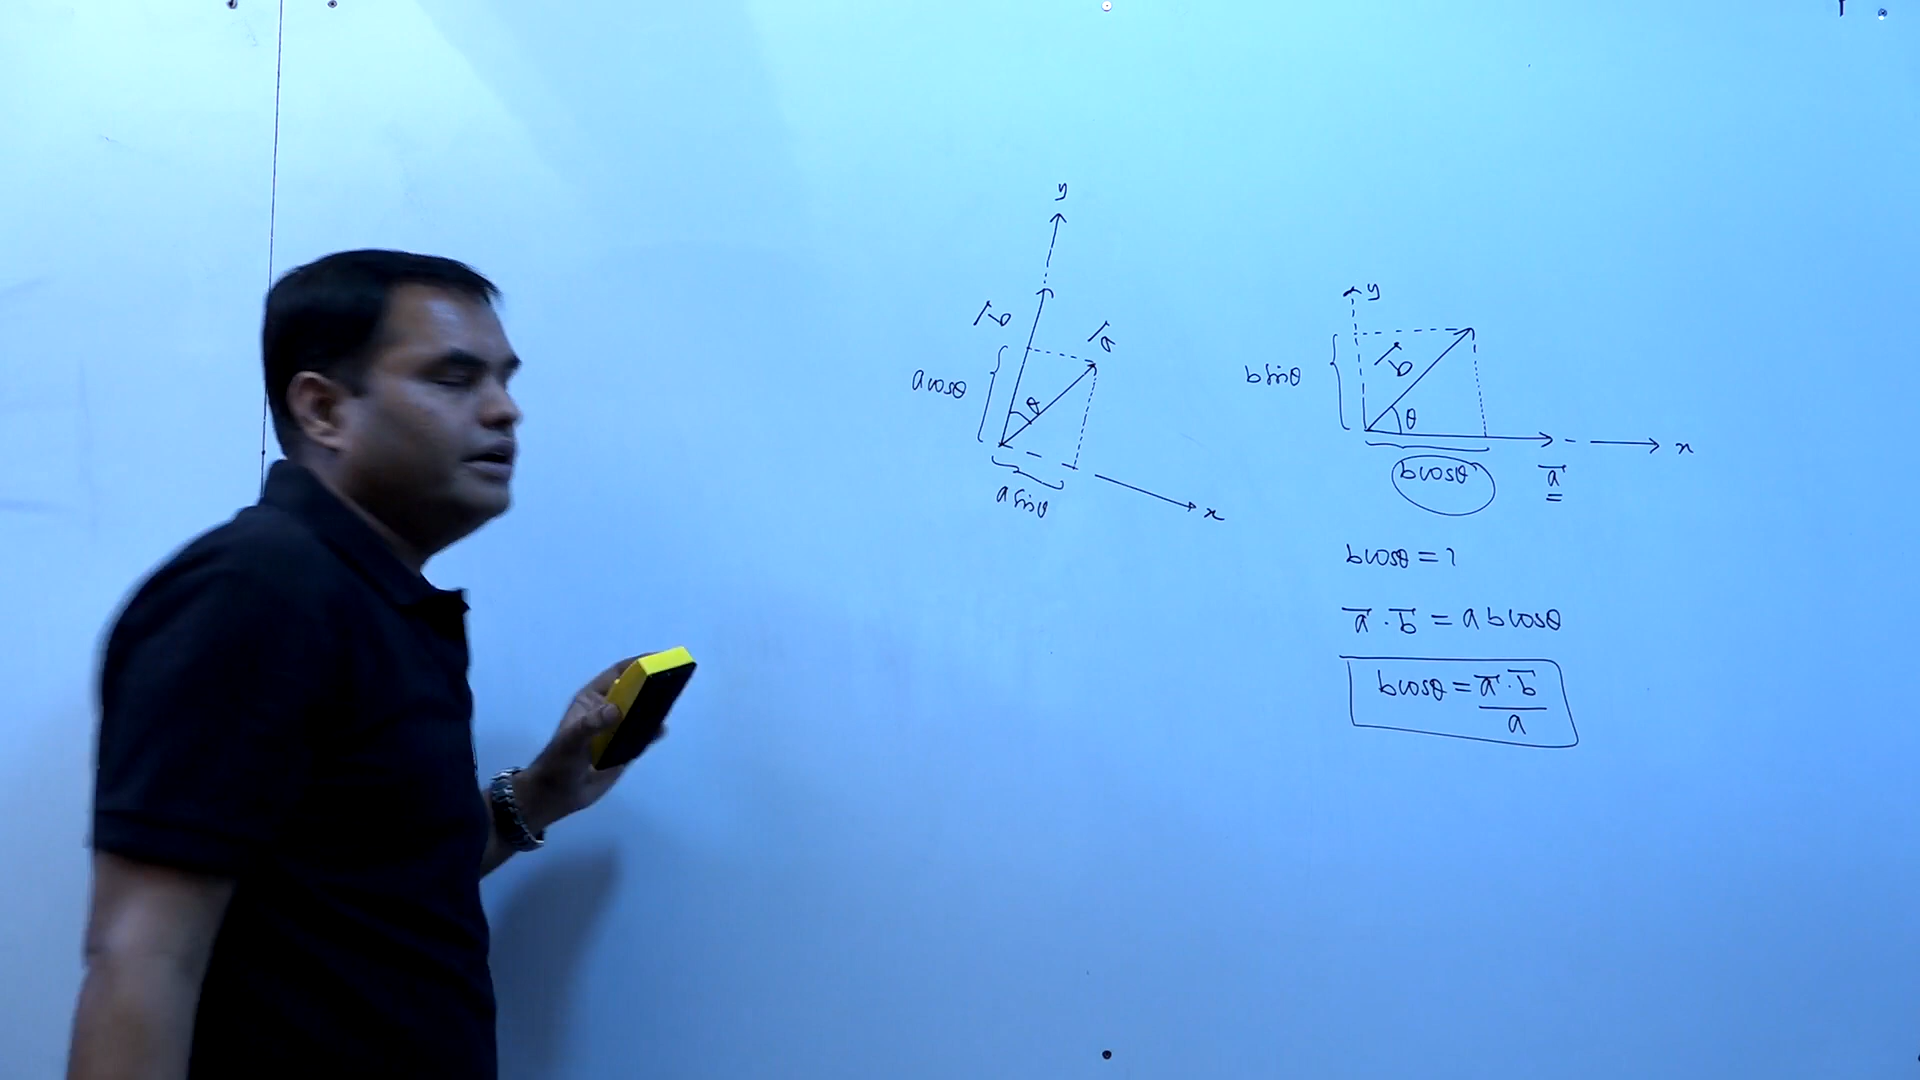 y
b̄
ā
a cosθ
θ
a sinθ
x
y
b̄
b sinθ
θ
x
b cosθ
ā
b cosθ = ?
ā · b̄ = a b cosθ
b cosθ = ā · b̄ / a